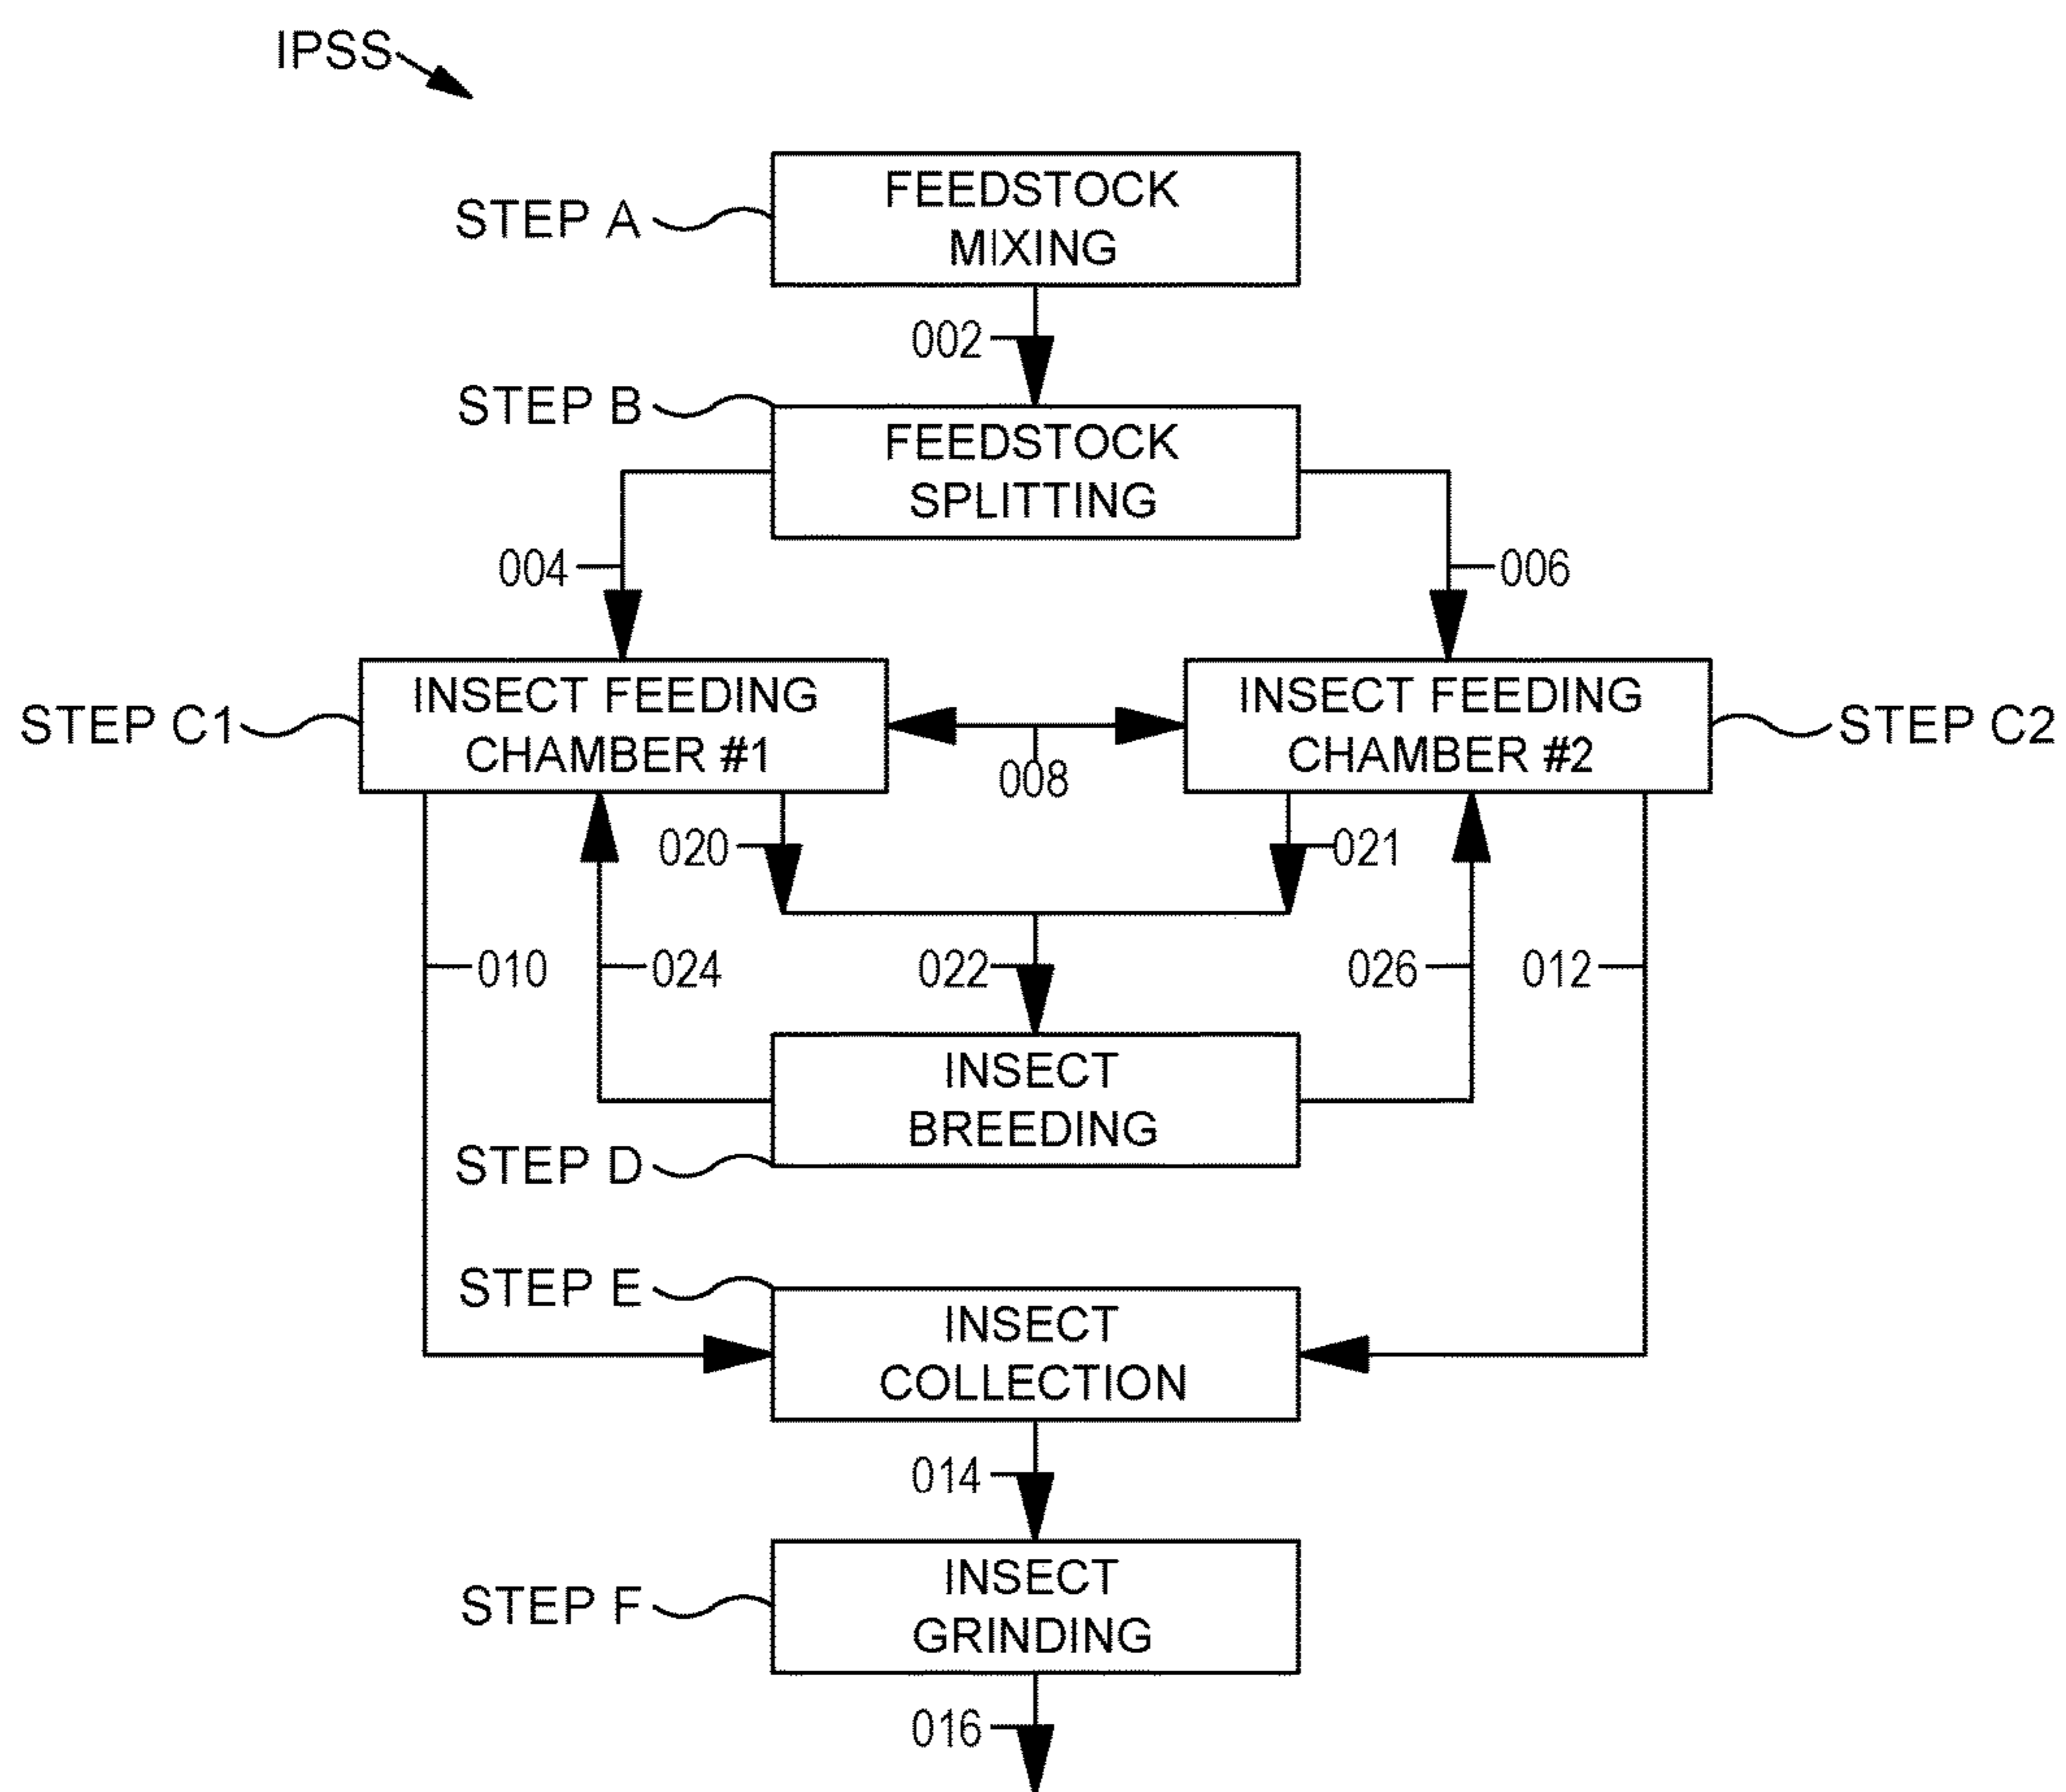 IPSS
STEP A
FEEDSTOCK
MIXING
002
STEP B
FEEDSTOCK
SPLITTING
004
006
STEP C1
INSECT FEEDING
CHAMBER #1
008
INSECT FEEDING
CHAMBER #2
STEP C2
020
021
010
024
022
026
012
INSECT
BREEDING
STEP D
STEP E
INSECT
COLLECTION
014
STEP F
INSECT
GRINDING
016